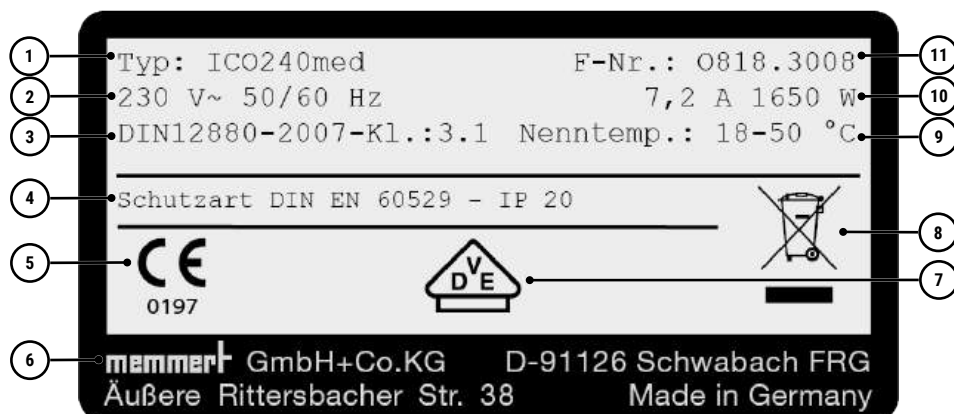 1 Typ: ICO240med F-Nr.: O818.3008 11
2 230 V~ 50/60 Hz 7,2 A 1650 W 10
3 DIN12880-2007-Kl.:3.1 Nenntemp.: 18-50 °C 9
4 Schutzart DIN EN 60529 - IP 20
8
5 CE DVE 7
0197
6 memmert GmbH+Co.KG D-91126 Schwabach FRG
Äußere Rittersbacher Str. 38 Made in Germany